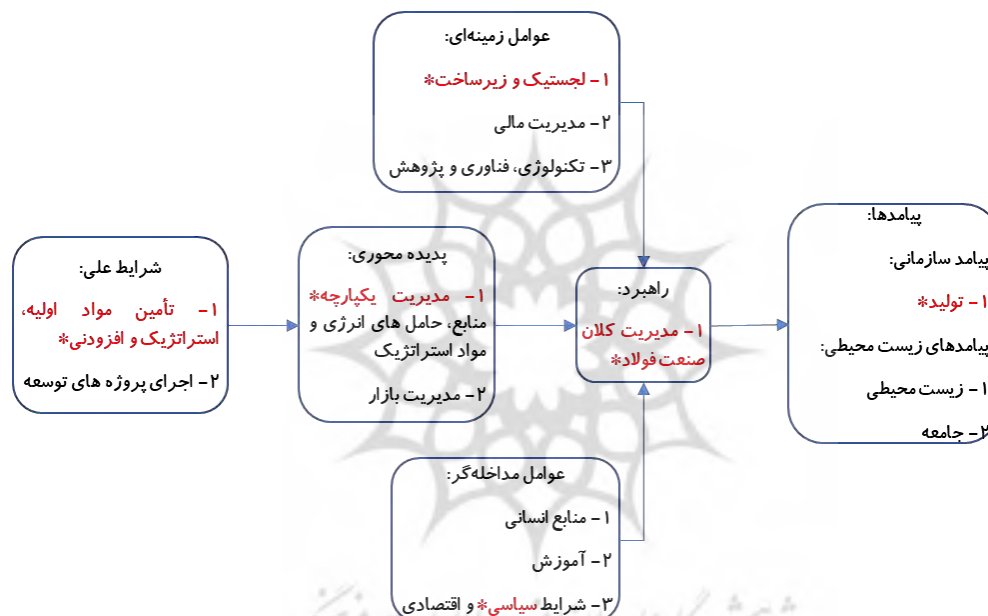 عوامل زمینه‌ای:
۱- لجستیک و زیرساخت*
۲- مدیریت مالی
۳- تکنولوژی، فناوری و پژوهش
شرایط علی:
۱- تأمین مواد اولیه،
استراتژیک و افزودنی*
۲- اجرای پروژه های توسعه
پدیده محوری:
۱- مدیریت یکپارچه*
منابع، حامل های انرژی و
مواد استراتژیک
۲- مدیریت بازار
راهبرد:
۱- مدیریت کلان
صنعت فولاد*
پیامدها:
پیامد سازمانی:
۱- تولید*
پیامدهای زیست محیطی:
۱- زیست محیطی
۲- جامعه
عوامل مداخله‌گر:
۱- منابع انسانی
۲- آموزش
۳- شرایط سیاسی* و اقتصادی